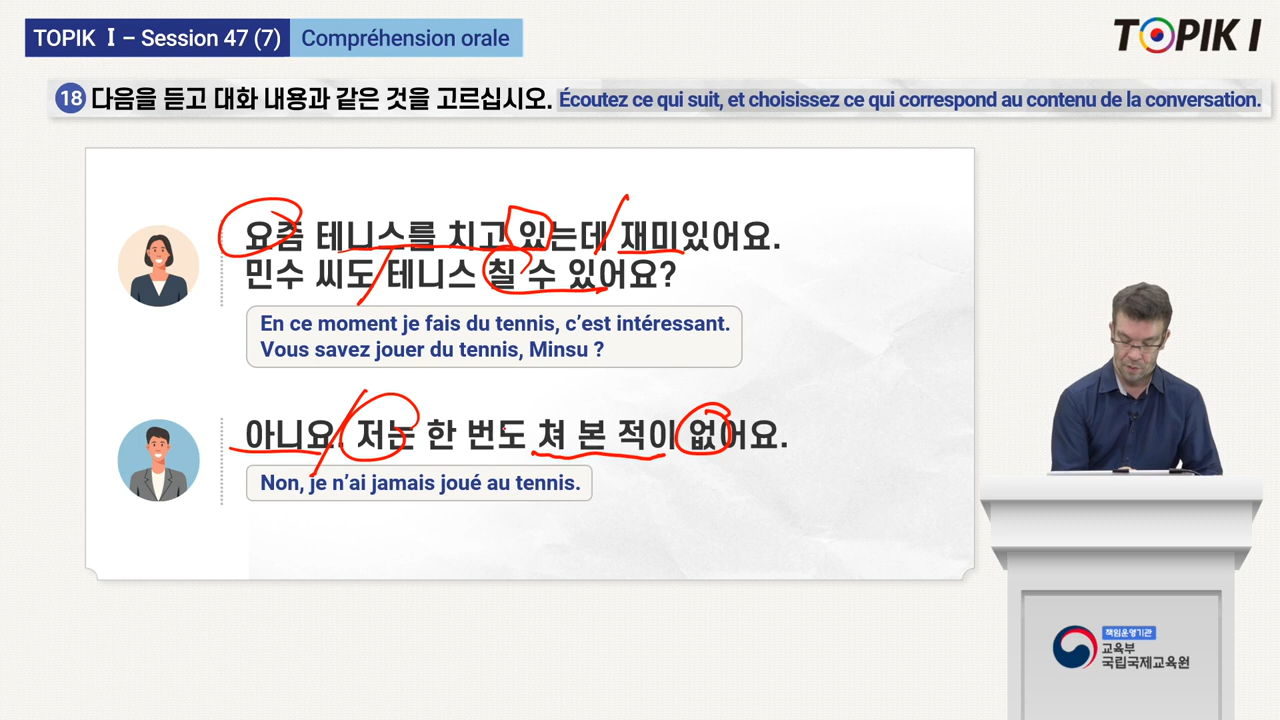 TOPIK I – Session 47 (7) Compréhension orale
TOPIK I
18 다음을 듣고 대화 내용과 같은 것을 고르십시오. Écoutez ce qui suit, et choisissez ce qui correspond au contenu de la conversation.
요즘 테니스를 치고 있는데 재미있어요.
민수 씨도 테니스 칠 수 있어요?
En ce moment je fais du tennis, c’est intéressant.
Vous savez jouer du tennis, Minsu ?
아니요. 저는 한 번도 쳐 본 적이 없어요.
Non, je n’ai jamais joué au tennis.
책임운영기관
교육부
국립국제교육원